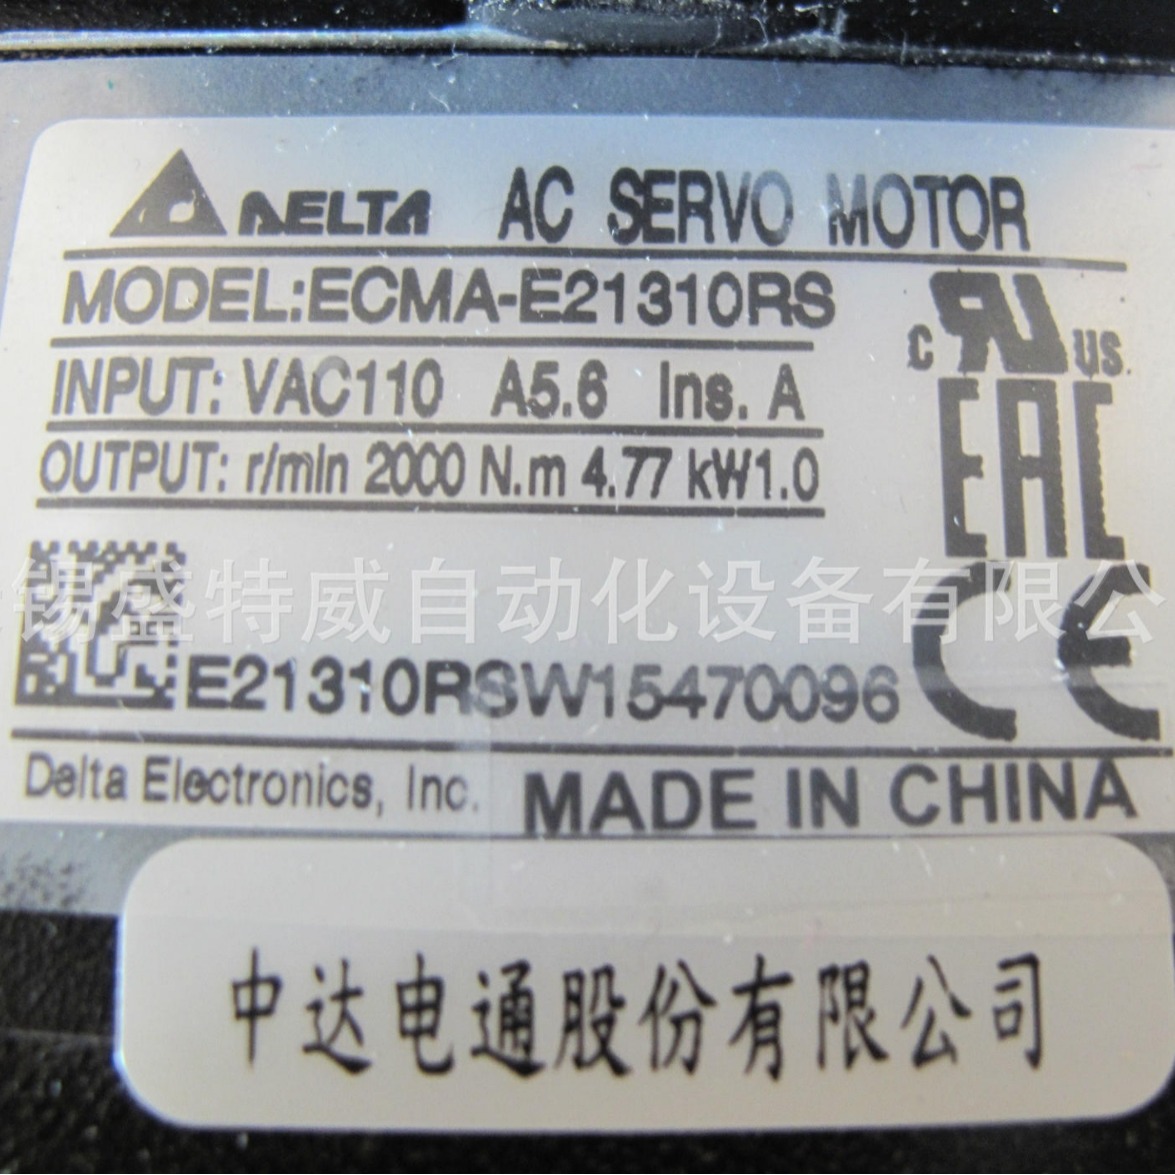 DELTA AC SERVO MOTOR
MODEL:ECMA-E21310RS
INPUT: VAC110 A5.6 Ins. A
OUTPUT: r/min 2000 N.m 4.77 kW1.0
c RU US
EAC
锡盛特威自动化设备有限公
CE
E21310RSW15470096
Delta Electronics, Inc. MADE IN CHINA
中达电通股份有限公司